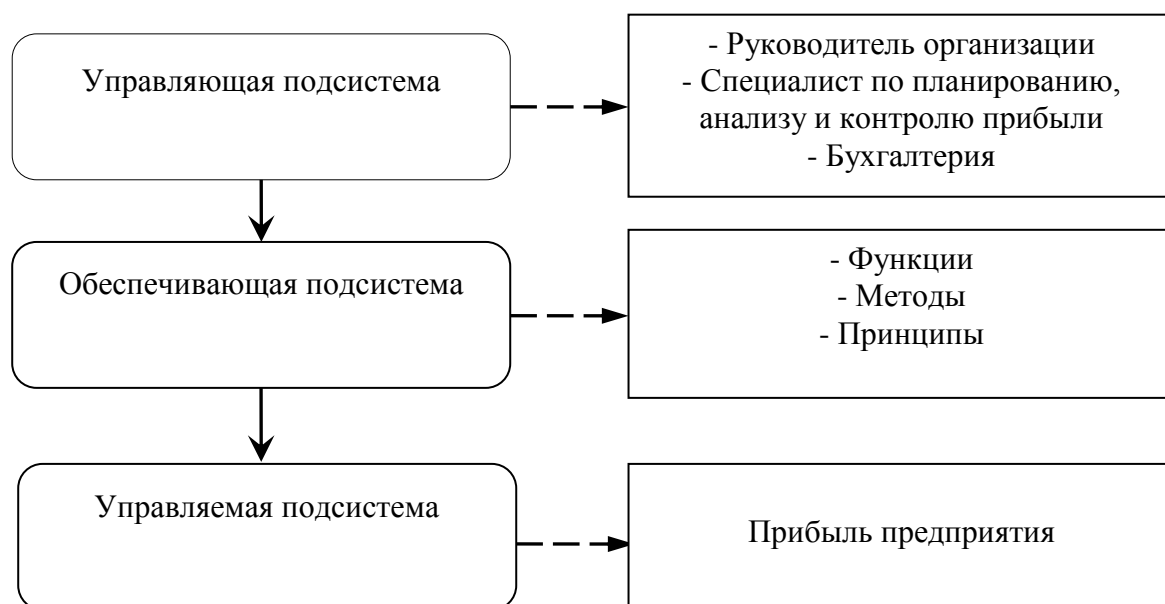 Управляющая подсистема
- Руководитель организации
- Специалист по планированию,
анализу и контролю прибыли
- Бухгалтерия
Обеспечивающая подсистема
- Функции
- Методы
- Принципы
Управляемая подсистема
Прибыль предприятия